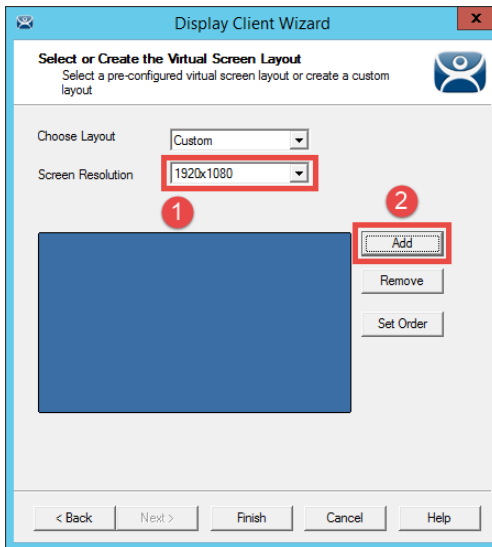 Display Client Wizard
x
Select or Create the Virtual Screen Layout
Select a pre-configured virtual screen layout or create a custom
layout
Choose Layout
Custom
Screen Resolution
1920x1080
1
2
Add
Remove
Set Order
< Back
Next >
Finish
Cancel
Help